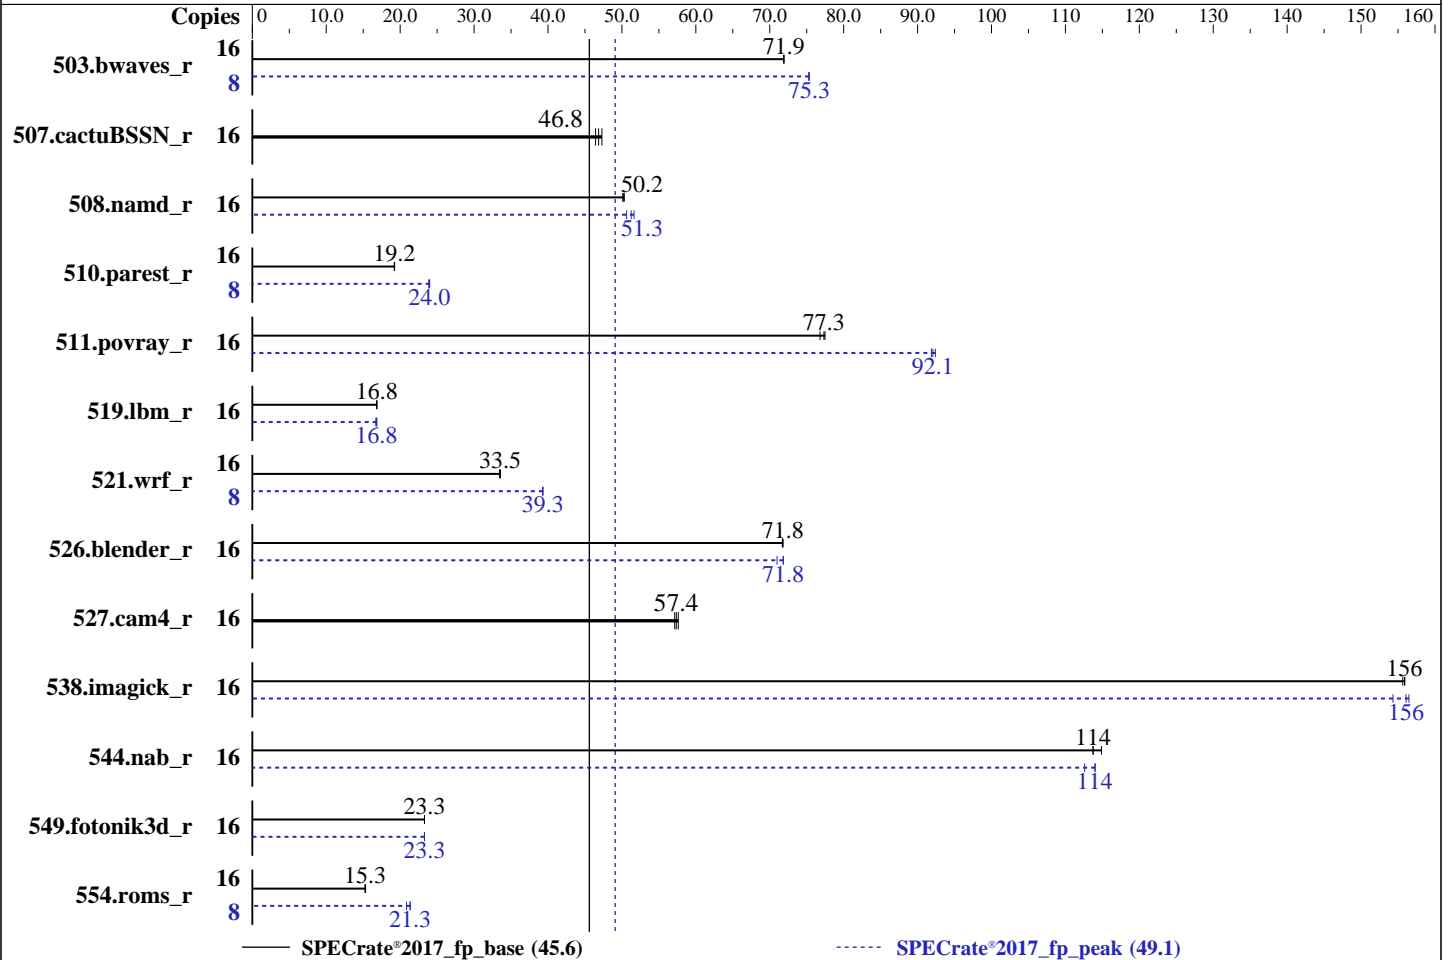 Copies 0 10.0 20.0 30.0 40.0 50.0 60.0 70.0 80.0 90.0 100 110 120 130 140 150 160
503.bwaves_r 16 71.9
8 75.3
507.cactuBSSN_r 16 46.8
508.namd_r 16 50.2
51.3
510.parest_r 16 19.2
8 24.0
511.povray_r 16 77.3
92.1
519.lbm_r 16 16.8
16.8
521.wrf_r 16 33.5
8 39.3
526.blender_r 16 71.8
71.8
527.cam4_r 16 57.4
538.imagick_r 16 156
156
544.nab_r 16 114
114
549.fotonik3d_r 16 23.3
23.3
554.roms_r 16 15.3
8 21.3
SPECrate®2017_fp_base (45.6) SPECrate®2017_fp_peak (49.1)